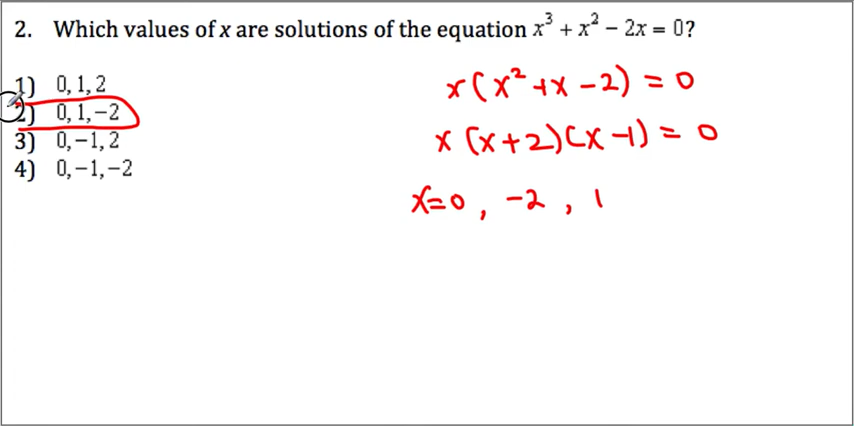 2. Which values of x are solutions of the equation x³ + x² − 2x = 0?
1) 0, 1, 2
2) 0, 1, −2
3) 0, −1, 2
4) 0, −1, −2
x(x²+x−2) = 0
x (x+2)(x−1) = 0
x=0, −2, 1